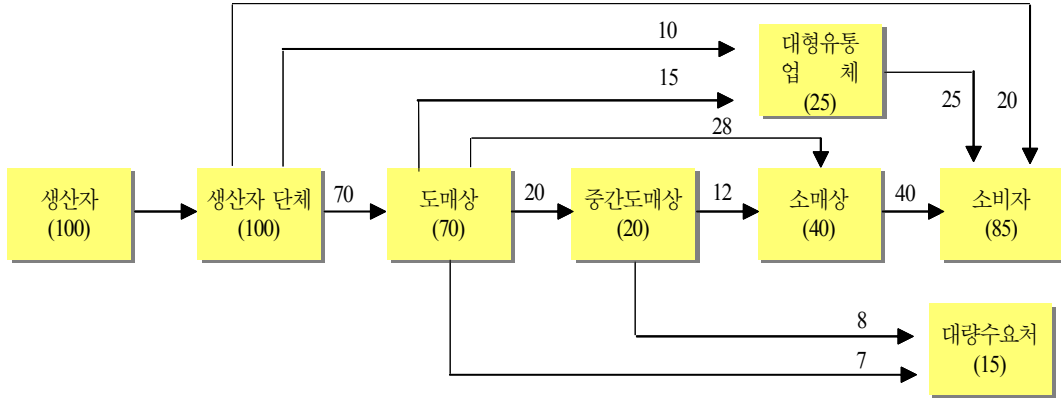 10
대형유통
업 체
(25)
15
25
20
28
생산자
(100)
생산자 단체
(100)
70
도매상
(70)
20
중간도매상
(20)
12
소매상
(40)
40
소비자
(85)
8
대량수요처
(15)
7